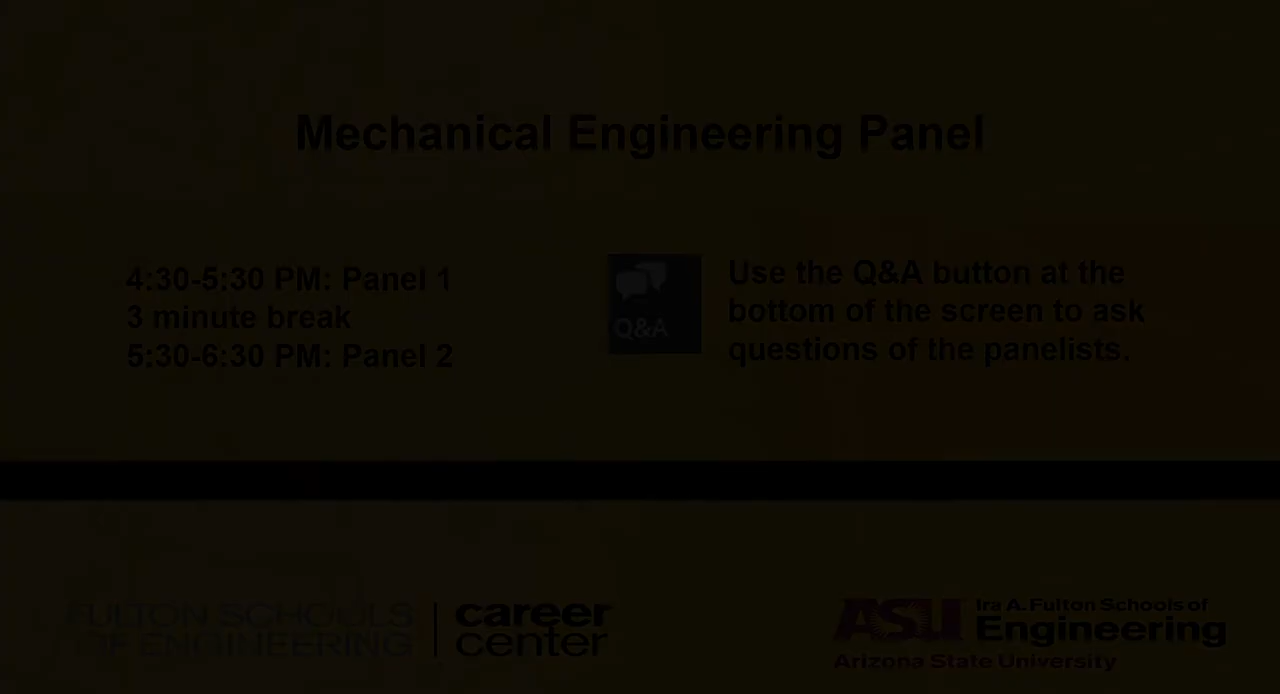 Mechanical Engineering Panel
4:30-5:30 PM: Panel 1
3 minute break
5:30-6:30 PM: Panel 2
Q&A
Use the Q&A button at the
bottom of the screen to ask
questions of the panelists.
FULTON SCHOOLS
OF ENGINEERING
career
center
ASU
Ira A. Fulton Schools of
Engineering
Arizona State University